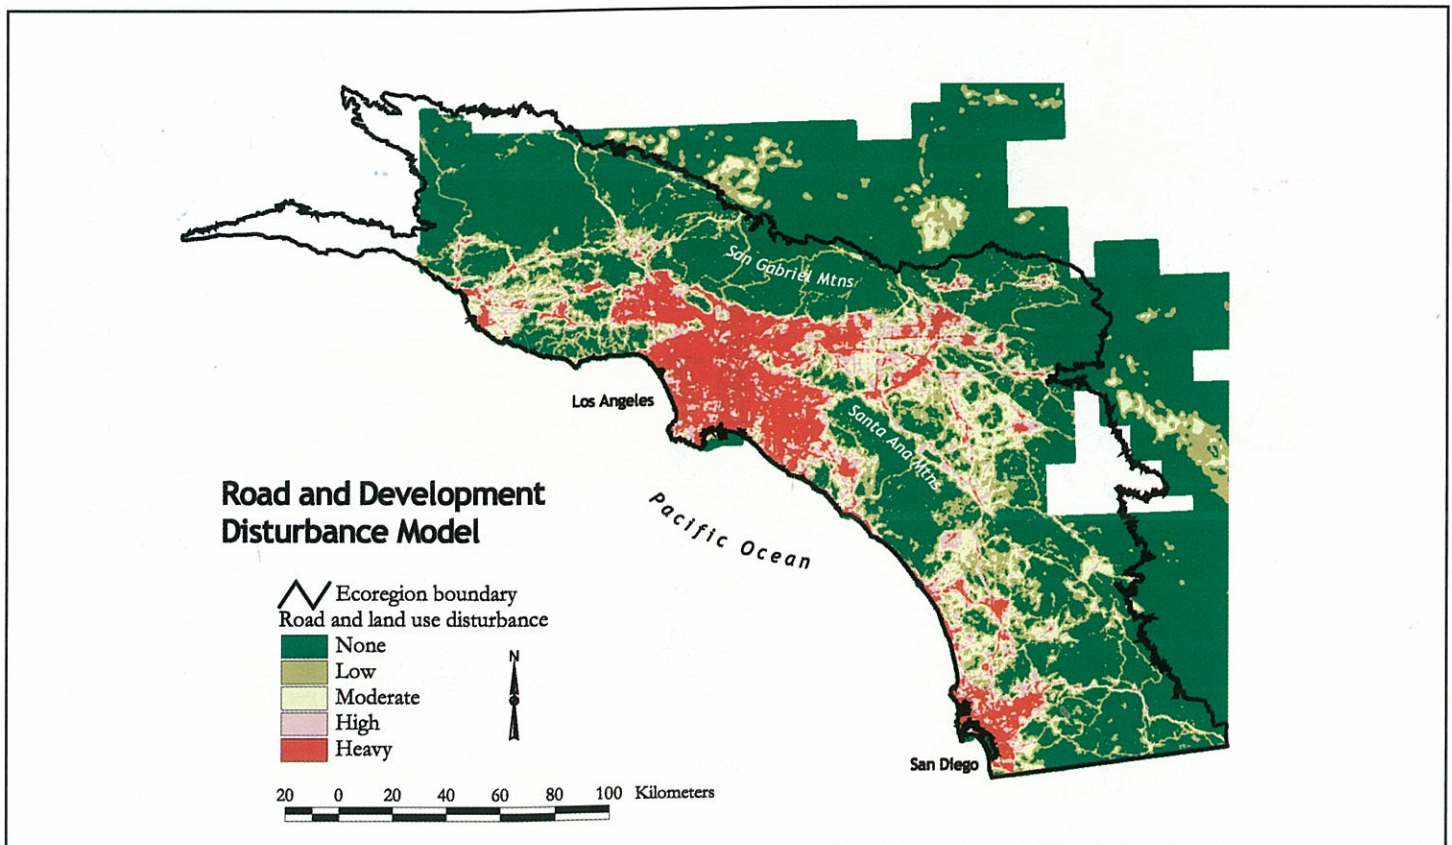 San Gabriel Mtns
Los Angeles
Santa Ana Mtns
Pacific Ocean
Road and Development
Disturbance Model
Ecoregion boundary
Road and land use disturbance
None
Low
Moderate
High
Heavy
N
San Diego
20 0 20 40 60 80 100 Kilometers